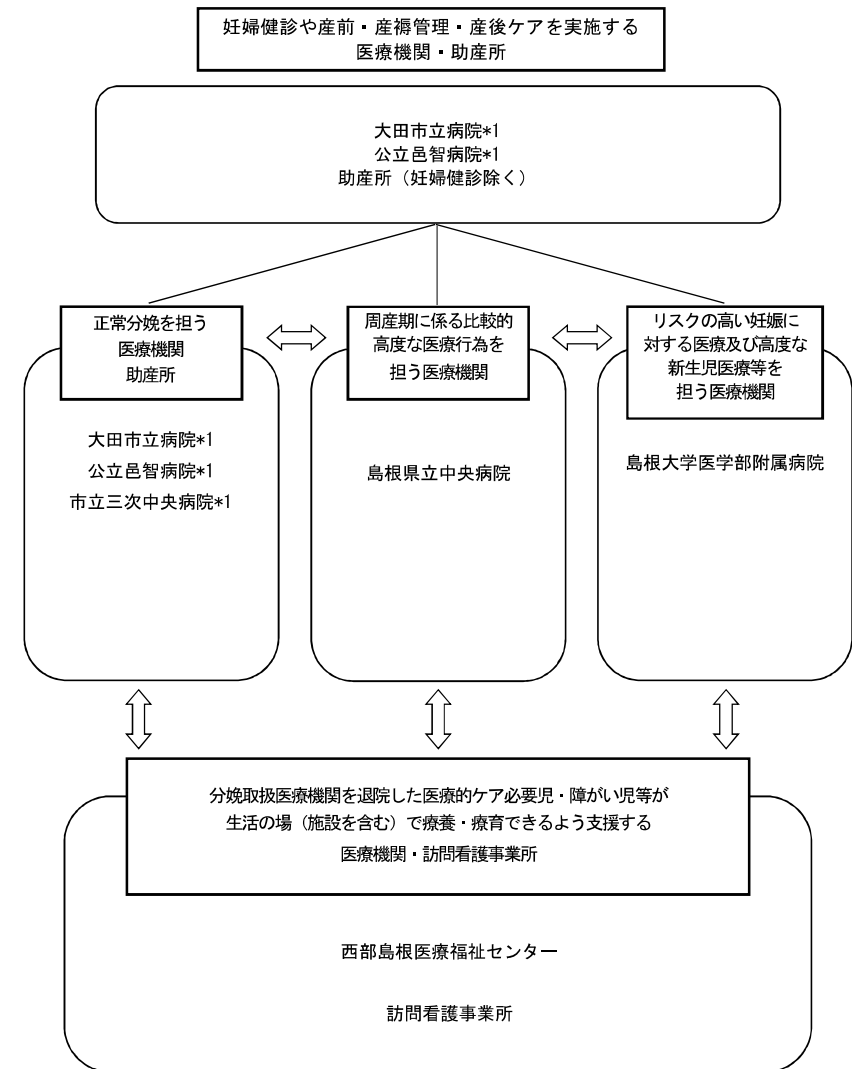 妊婦健診や産前・産褥管理・産後ケアを実施する
医療機関・助産所
大田市立病院*1
公立邑智病院*1
助産所（妊婦健診除く）
正常分娩を担う
医療機関
助産所
大田市立病院*1
公立邑智病院*1
市立三次中央病院*1
周産期に係る比較的
高度な医療行為を
担う医療機関
島根県立中央病院
リスクの高い妊娠に
対する医療及び高度な
新生児医療等を
担う医療機関
島根大学医学部附属病院
分娩取扱医療機関を退院した医療的ケア必要児・障がい児等が
生活の場（施設を含む）で療養・療育できるよう支援する
医療機関・訪問看護事業所
西部島根医療福祉センター
訪問看護事業所